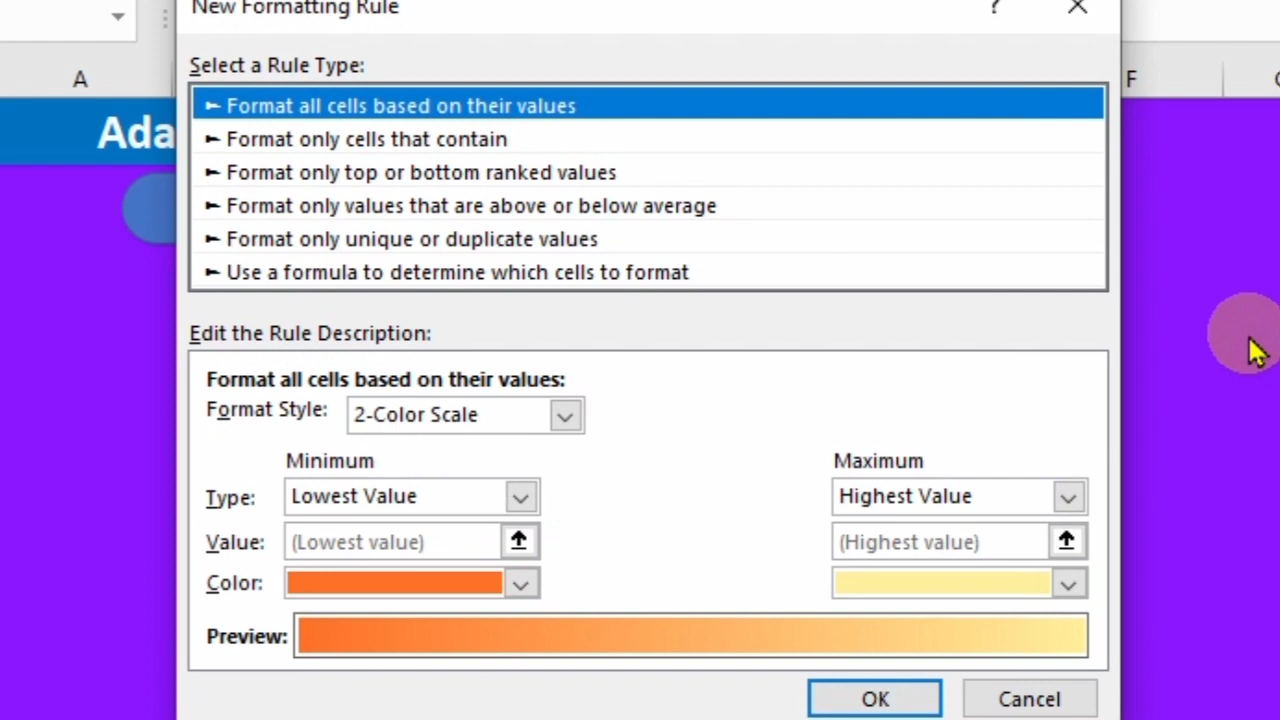 New Formatting Rule ?
A F
Select a Rule Type:
Ada
► Format all cells based on their values
► Format only cells that contain
► Format only top or bottom ranked values
► Format only values that are above or below average
► Format only unique or duplicate values
► Use a formula to determine which cells to format
Edit the Rule Description:
Format all cells based on their values:
Format Style: 2-Color Scale
Minimum Maximum
Type: Lowest Value Highest Value
Value: (Lowest value) (Highest value)
Color:
Preview:
OK Cancel